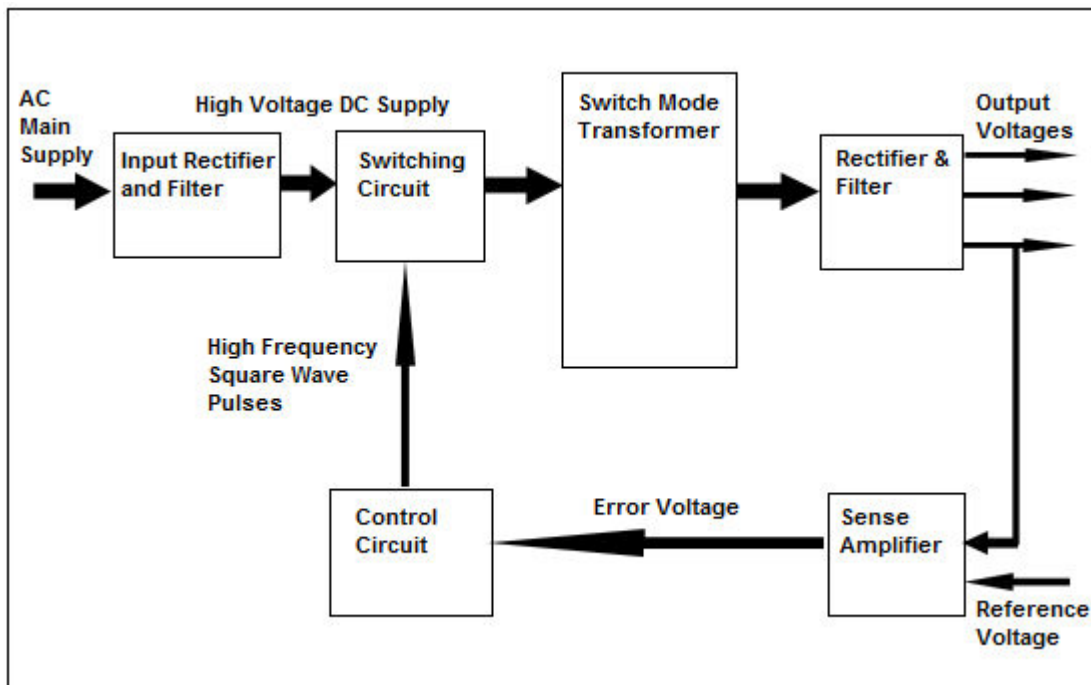 AC
Main
Supply
High Voltage DC Supply
Input Rectifier
and Filter
Switching
Circuit
Switch Mode
Transformer
Rectifier &
Filter
Output
Voltages
High Frequency
Square Wave
Pulses
Control
Circuit
Error Voltage
Sense
Amplifier
Reference
Voltage